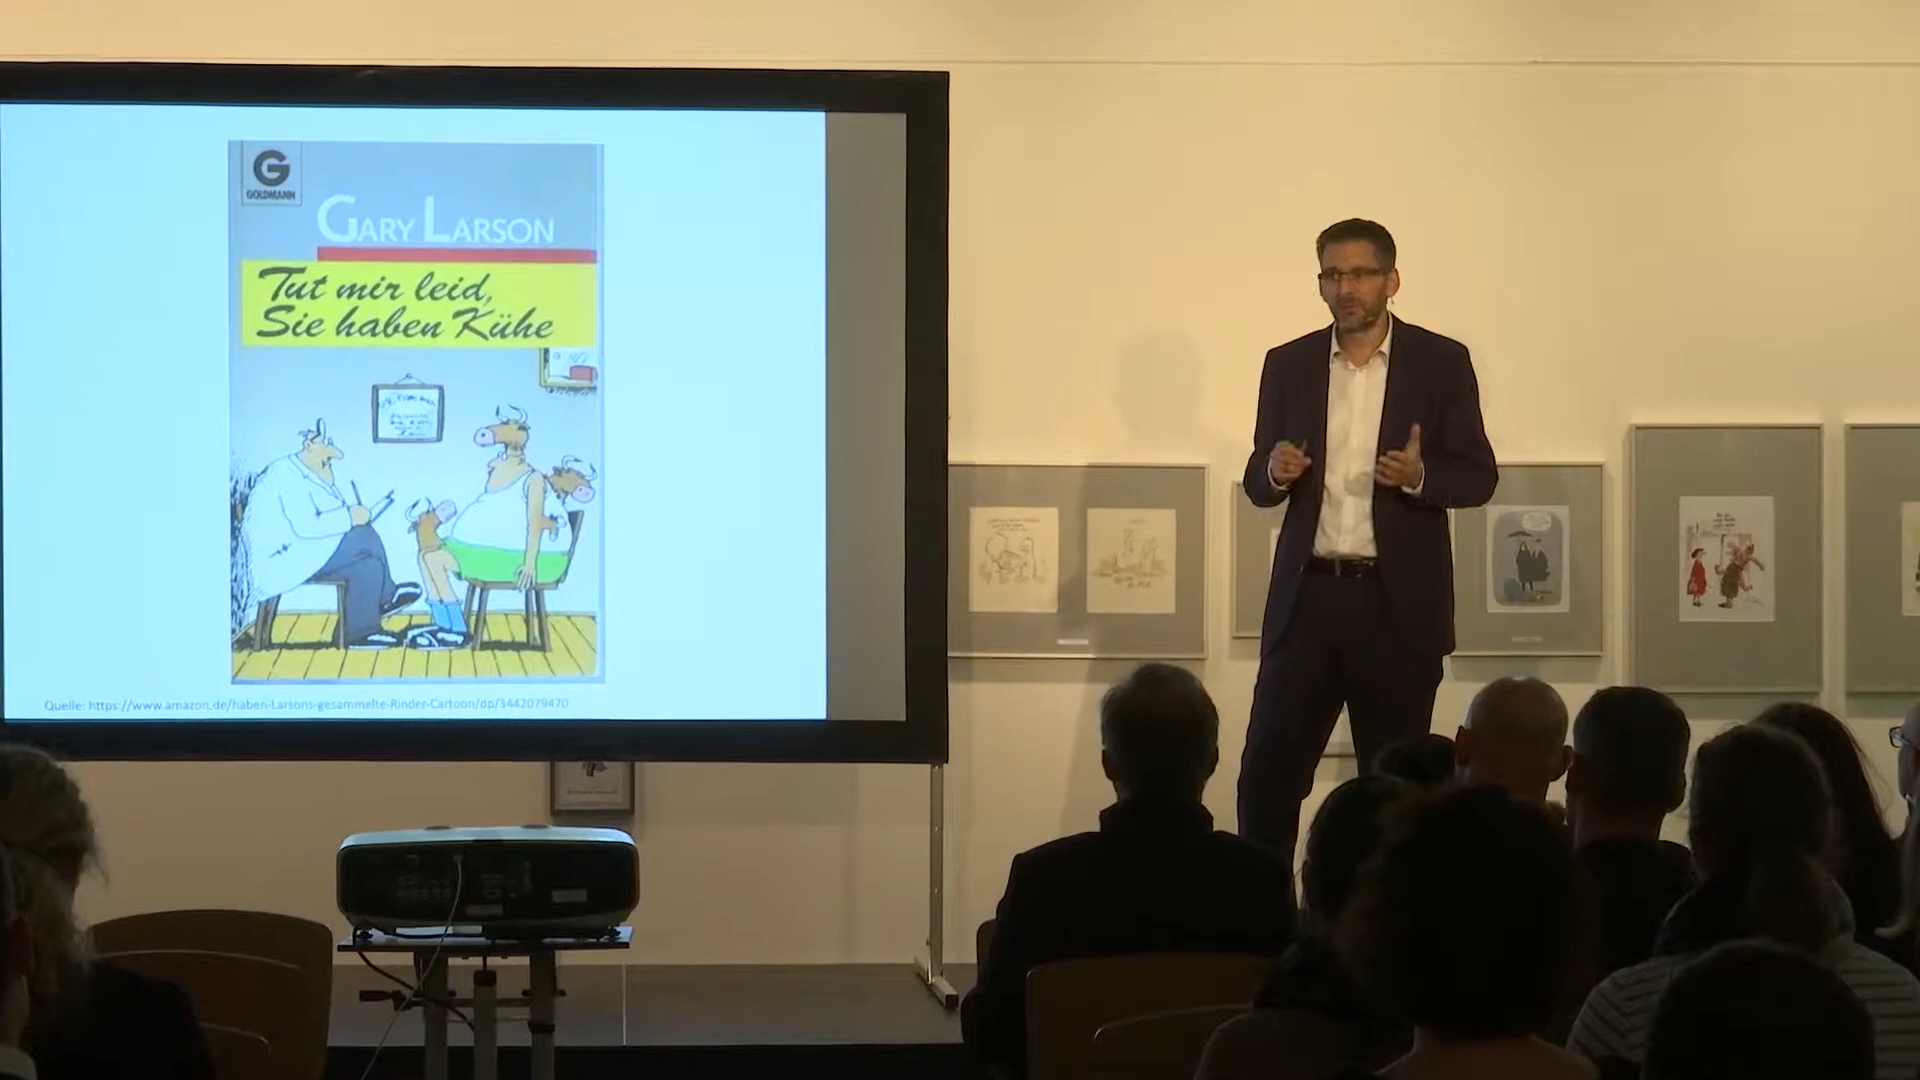 G
GOLDMANN
GARY LARSON
Tut mir leid,
Sie haben Kühe
Quelle: https://www.amazon.de/haben-Larsons-gesammelte-Rinder-Cartoon/dp/3442079470